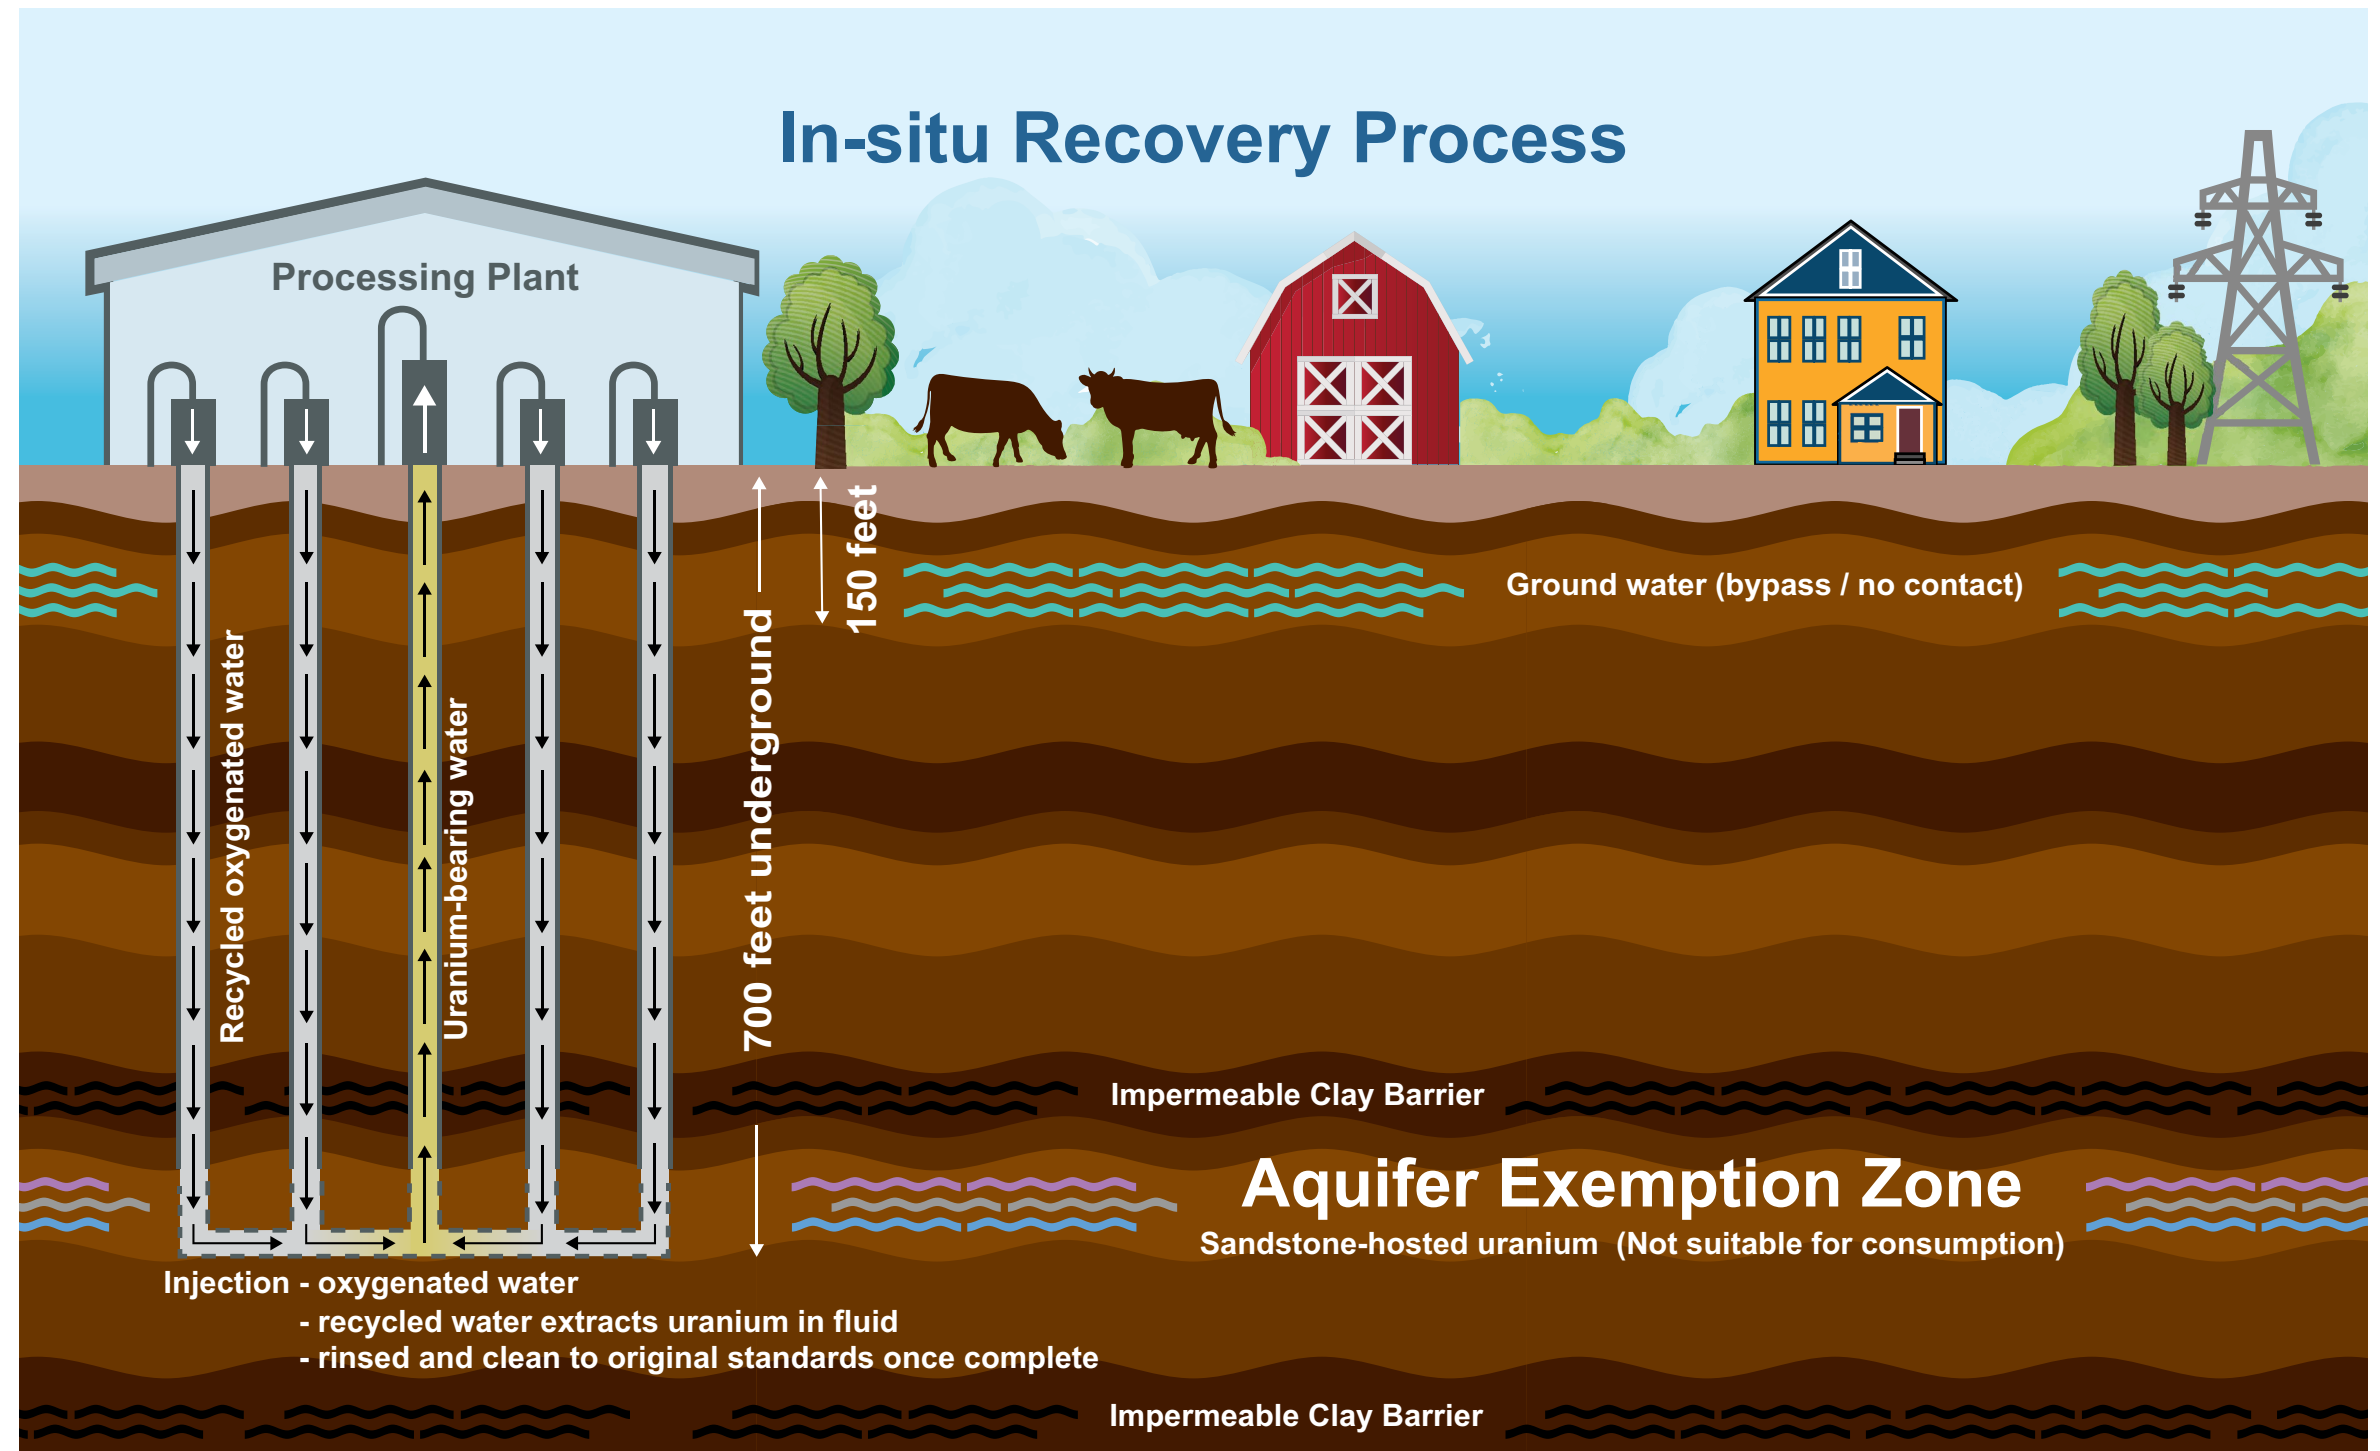 In-situ Recovery Process
Processing Plant
150 feet
Ground water (bypass / no contact)
Recycled oxygenated water
Uranium-bearing water
700 feet underground
Impermeable Clay Barrier
Aquifer Exemption Zone
Sandstone-hosted uranium (Not suitable for consumption)
Injection - oxygenated water
- recycled water extracts uranium in fluid
- rinsed and clean to original standards once complete
Impermeable Clay Barrier